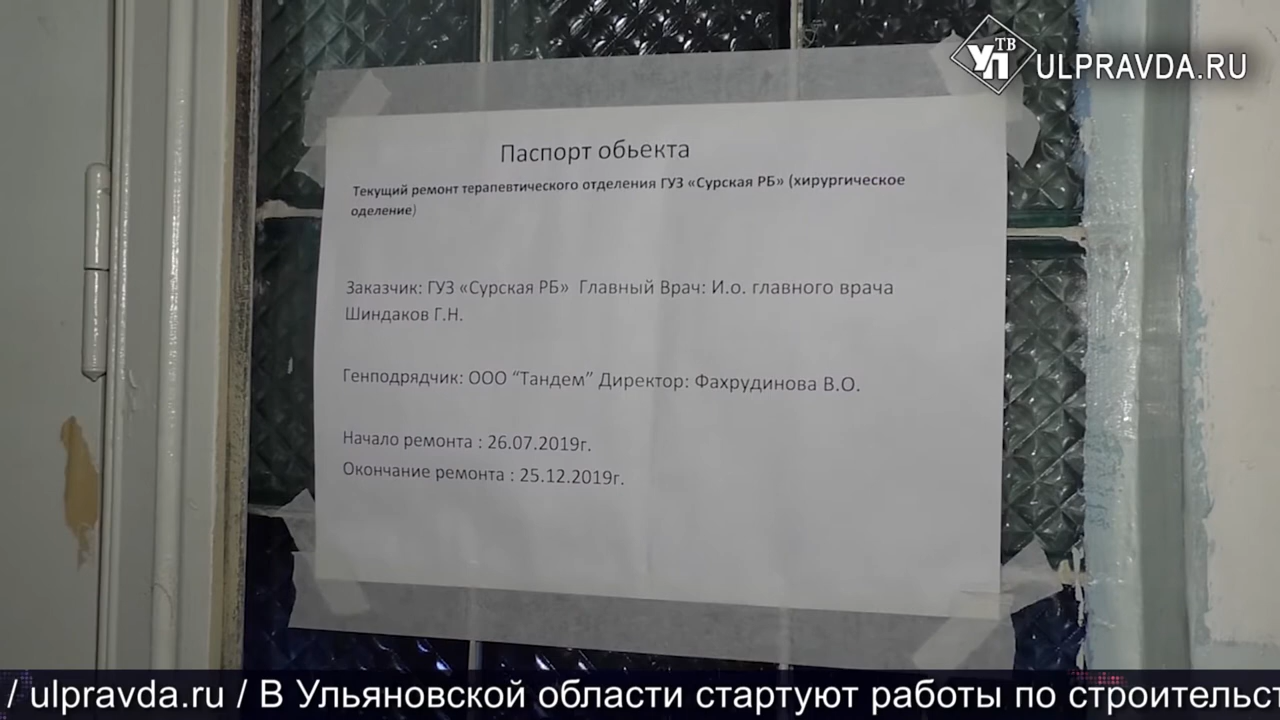 УП ТВ ULPRAVDA.RU
Паспорт обьекта
Текущий ремонт терапевтического отделения ГУЗ «Сурская РБ» (хирургическое
оделение)
Заказчик: ГУЗ «Сурская РБ» Главный Врач: И.о. главного врача
Шиндаков Г.Н.
Генподрядчик: ООО “Тандем” Директор: Фахрудинова В.О.
Начало ремонта : 26.07.2019г.
Окончание ремонта : 25.12.2019г.
/ ulpravda.ru / В Ульяновской области стартуют работы по строительст